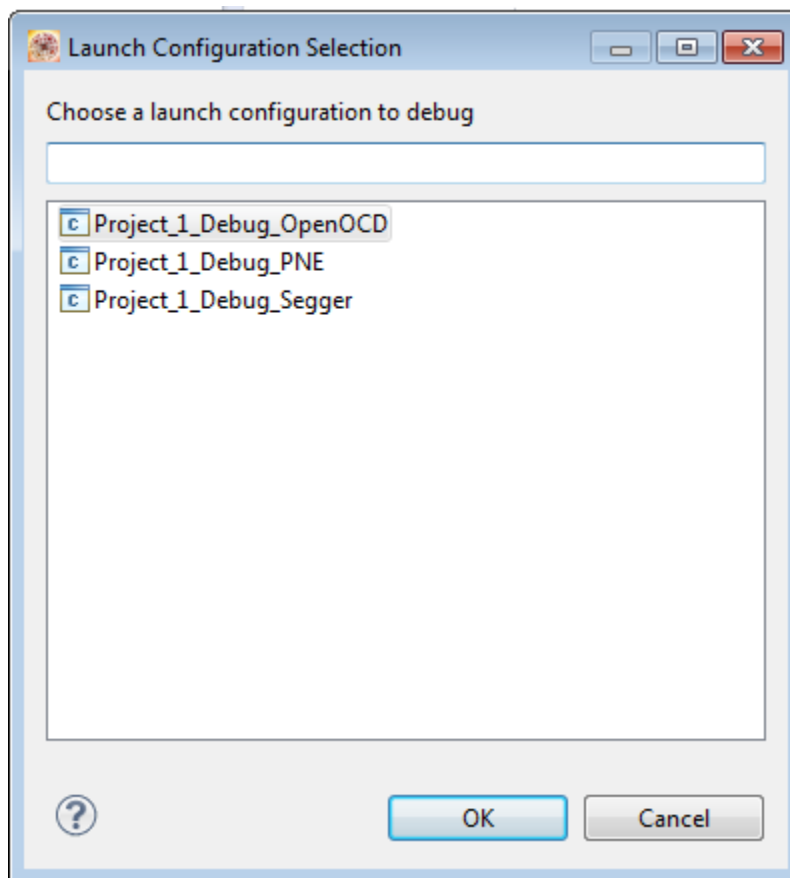 Launch Configuration Selection
Choose a launch configuration to debug
Project_1_Debug_OpenOCD
Project_1_Debug_PNE
Project_1_Debug_Segger
OK
Cancel